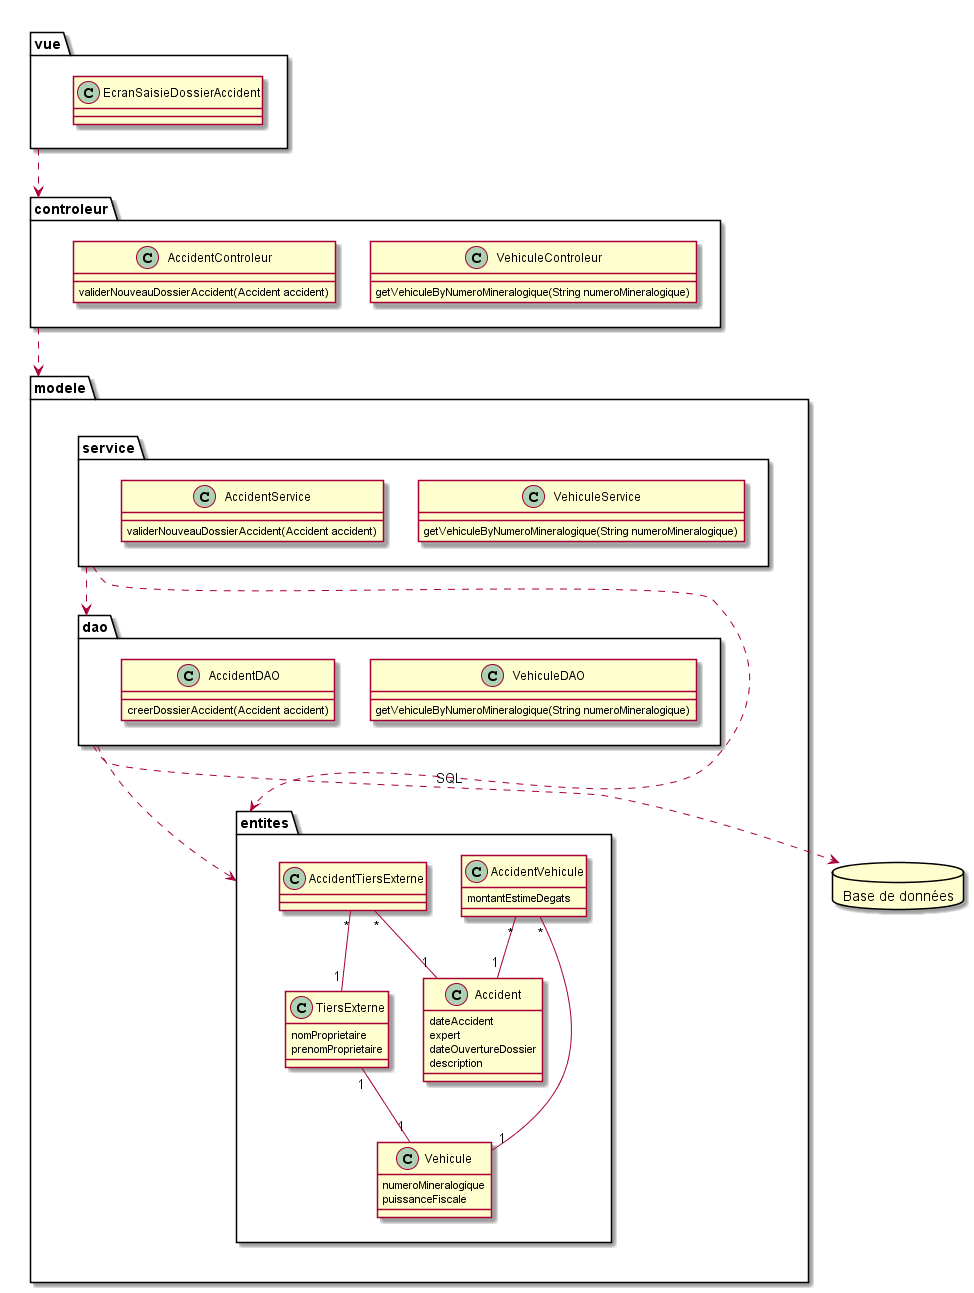 vue
C EcranSaisieDossierAccident
controleur
C AccidentControleur
validerNouveauDossierAccident(Accident accident)
C VehiculeControleur
getVehiculeByNumeroMineralogique(String numeroMineralogique)
modele
service
C AccidentService
validerNouveauDossierAccident(Accident accident)
C VehiculeService
getVehiculeByNumeroMineralogique(String numeroMineralogique)
dao
C AccidentDAO
creerDossierAccident(Accident accident)
C VehiculeDAO
getVehiculeByNumeroMineralogique(String numeroMineralogique)
SQL
entites
C AccidentTiersExterne
C AccidentVehicule
montantEstimeDegats
Base de données
*
*
*
*
1
1
1
C TiersExterne
nomProprietaire
prenomProprietaire
C Accident
dateAccident
expert
dateOuvertureDossier
description
1
1
1
C Vehicule
numeroMineralogique
puissanceFiscale